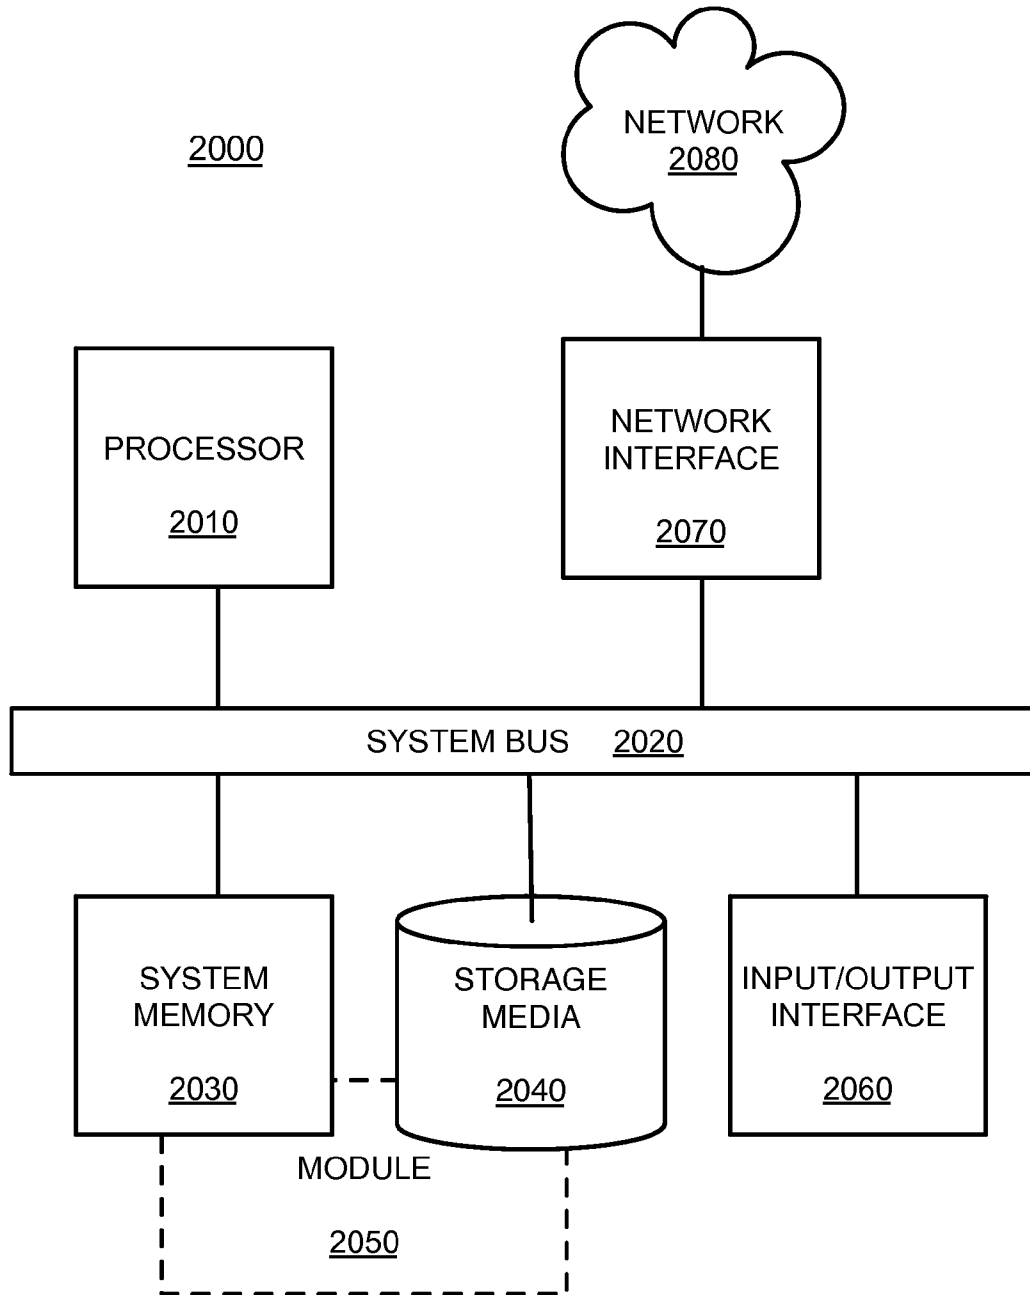 NETWORK
2080
2000
PROCESSOR
2010
NETWORK
INTERFACE
2070
SYSTEM BUS 2020
SYSTEM
MEMORY
2030
STORAGE
MEDIA
2040
INPUT/OUTPUT
INTERFACE
2060
MODULE
2050